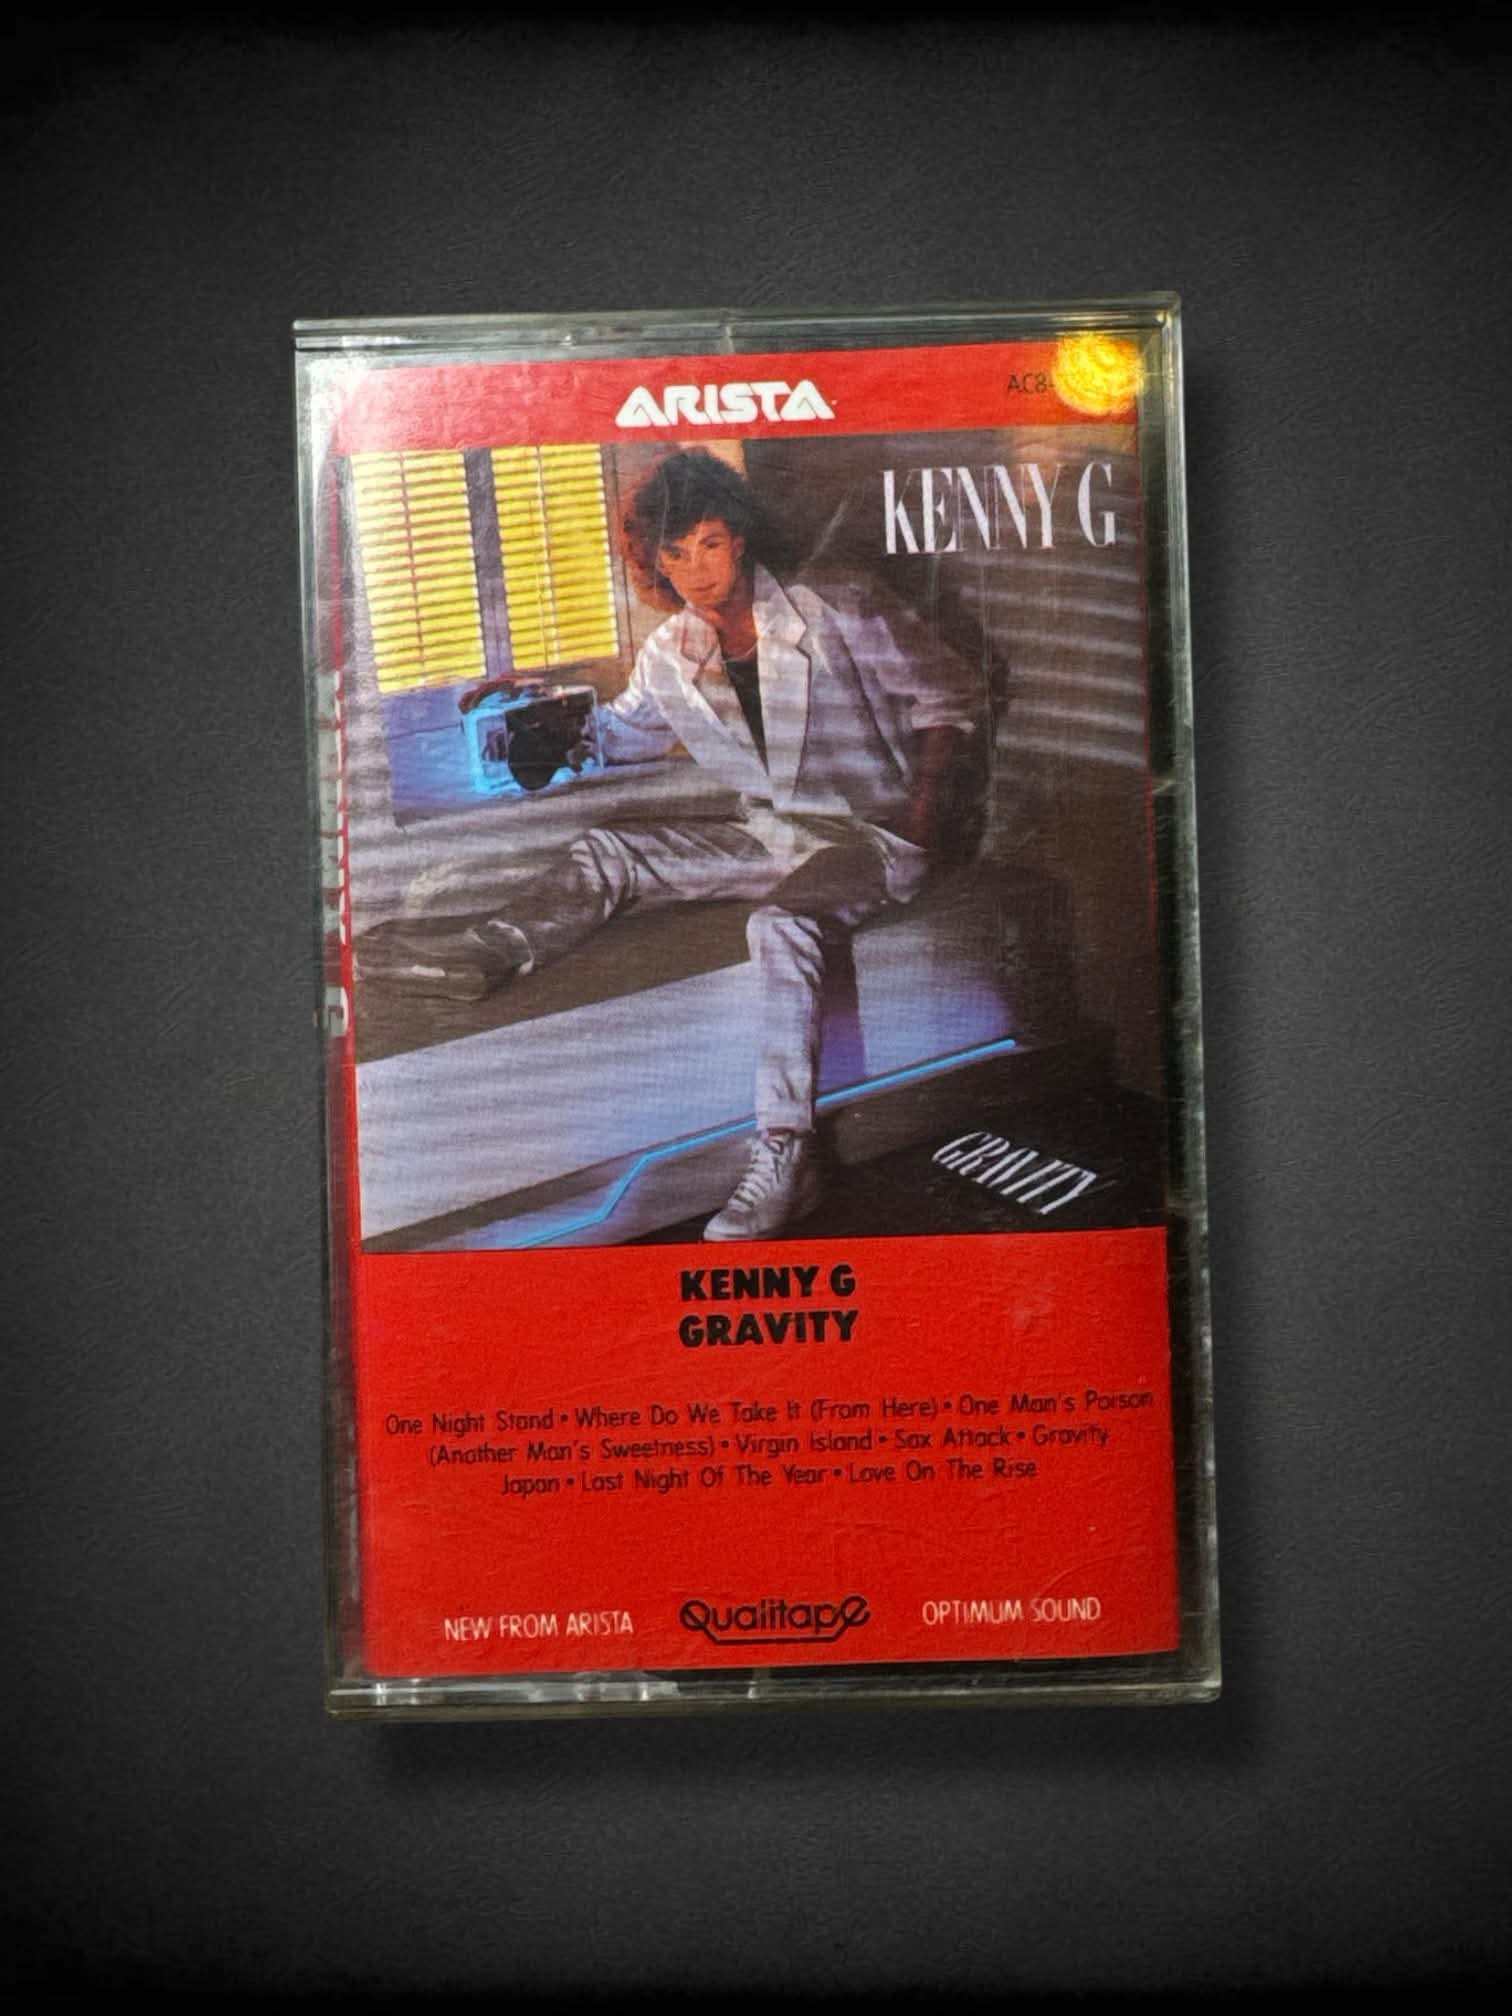 ARISTA
AC8-
KENNY G
GRAVITY
KENNY G
GRAVITY
One Night Stand • Where Do We Take It (From Here) • One Man's Poison
(Another Man's Sweetness) • Virgin Island • Sax Attack • Gravity
Japan • Last Night Of The Year • Love On The Rise
NEW FROM ARISTA Qualitape OPTIMUM SOUND